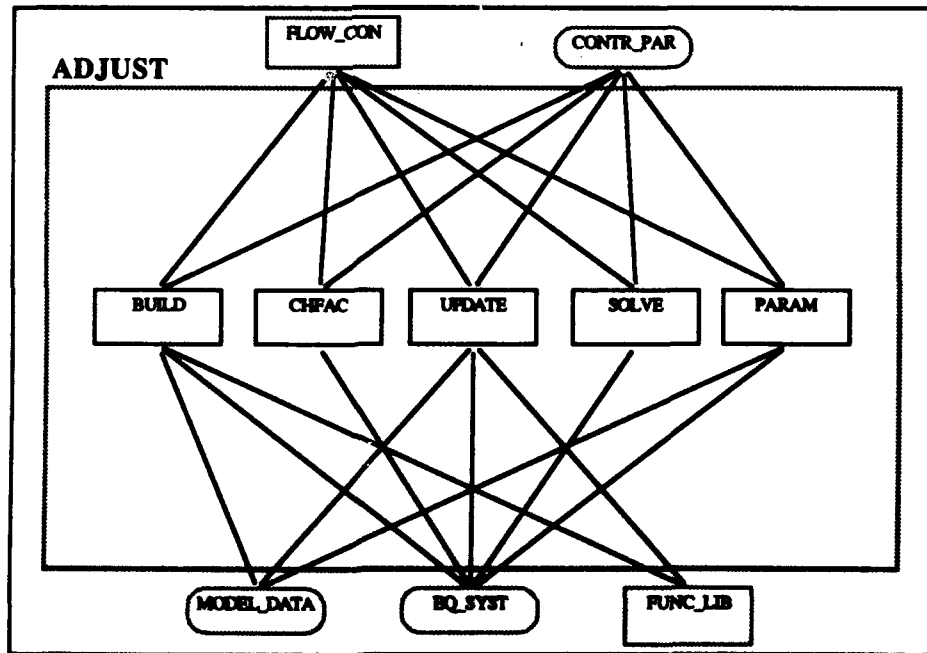 FLOW_CON
CONTR_PAR
ADJUST
BUILD
CHFAC
UPDATE
SOLVE
PARAM
MODEL_DATA
EQ_SYST
FUNC_LIB